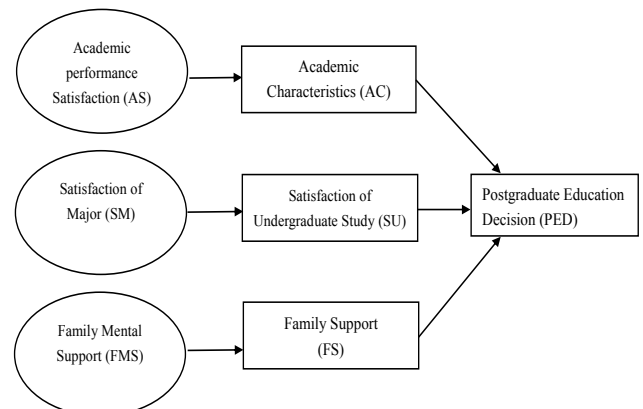 Academic
performance
Satisfaction (AS)
Academic
Characteristics (AC)
Satisfaction of
Major (SM)
Satisfaction of
Undergraduate Study (SU)
Postgraduate Education
Decision (PED)
Family Mental
Support (FMS)
Family Support
(FS)